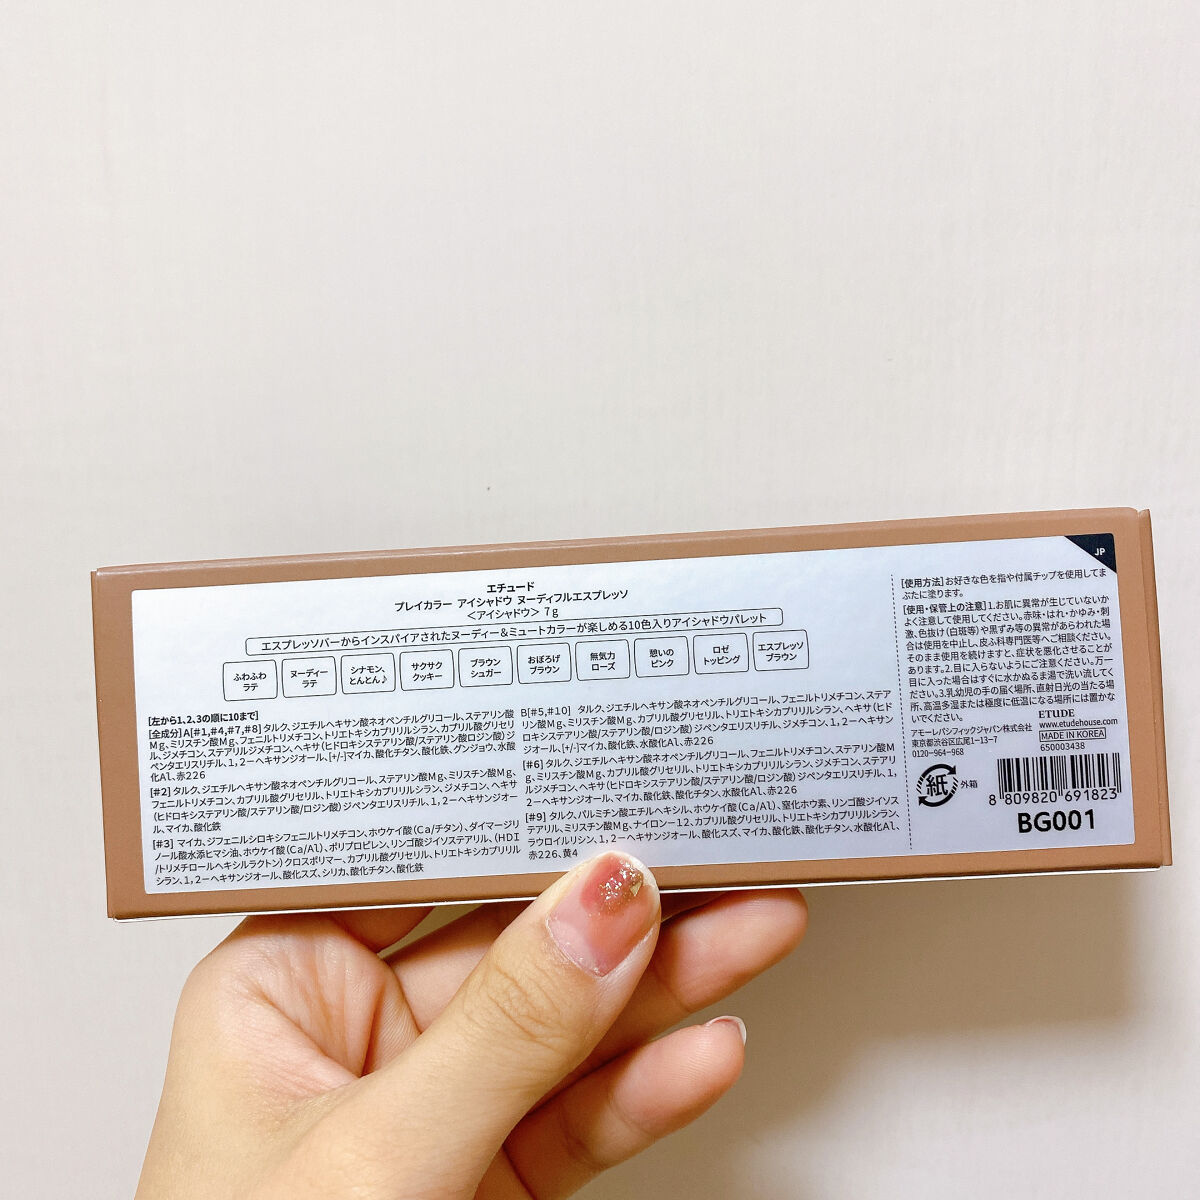 エチュード
プレイカラー アイシャドウ ヌーディフルエスプレッソ
＜アイシャドウ＞ 7g
エスプレッソバーからインスパイアされたヌーディー＆ミュートカラーが楽しめる10色入りアイシャドウパレット
ふわふわ
ラテ
ヌーディー
ラテ
シナモン、
とんとん♪
サクサク
クッキー
ブラウン
シュガー
おぼろげ
ブラウン
無気力
ローズ
憩いの
ピンク
ロゼ
トッピング
エスプレッソ
ブラウン
[左から1、2、3の順に10まで]
[全成分] A[#1,#4,#7,#8] タルク、ジエチルヘキサン酸ネオペンチルグリコール、ステアリン酸
Mg、ミリスチン酸Mg、フェニルトリメチコン、トリエトキシカプリリルシラン、カプリル酸グリセリ
ル、ジメチコン、ステアリルジメチコン、ヘキサ(ヒドロキシステアリン酸/ステアリン酸/ロジン酸)ジ
ペンタエリスリチル、1,2－ヘキサンジオール、[+/-]マイカ、酸化チタン、酸化鉄、グンジョウ、水酸
化Al、赤226
[#2] タルク、ジエチルヘキサン酸ネオペンチルグリコール、ステアリン酸Mg、ミリスチン酸Mg、
フェニルトリメチコン、カプリル酸グリセリル、トリエトキシカプリリルシラン、ジメチコン、ヘキサ
(ヒドロキシステアリン酸/ステアリン酸/ロジン酸)ジペンタエリスリチル、1,2－ヘキサンジオー
ル、マイカ、酸化鉄
[#3] マイカ、ジフェニルシロキシフェニルトリメチコン、ホウケイ酸(Ca/チタン)、ダイマージリ
ノール酸水添ヒマシ油、ホウケイ酸(Ca/Al)、ポリプロピレン、リンゴ酸ジイソステアリル、(HDI
/トリメチロールヘキシルラクトン)クロスポリマー、カプリル酸グリセリル、トリエトキシカプリリル
シラン、1,2－ヘキサンジオール、酸化スズ、シリカ、酸化チタン、酸化鉄
B[#5,#10] タルク、ジエチルヘキサン酸ネオペンチルグリコール、フェニルトリメチコン、ステア
リン酸Mg、ミリスチン酸Mg、カプリル酸グリセリル、トリエトキシカプリリルシラン、ヘキサ(ヒド
ロキシステアリン酸/ステアリン酸/ロジン酸)ジペンタエリスリチル、ジメチコン、1,2－ヘキサン
ジオール、[+/-]マイカ、酸化鉄、水酸化Al、赤226
[#6] タルク、ジエチルヘキサン酸ネオペンチルグリコール、フェニルトリメチコン、ステアリン酸M
g、ミリスチン酸Mg、カプリル酸グリセリル、トリエトキシカプリリルシラン、ジメチコン、ステアリ
ルジメチコン、ヘキサ(ヒドロキシステアリン酸/ステアリン酸/ロジン酸)ジペンタエリスリチル、1,
2－ヘキサンジオール、マイカ、酸化鉄、酸化チタン、水酸化Al、赤226
[#9] タルク、パルミチン酸エチルヘキシル、ホウケイ酸(Ca/Al)、窒化ホウ素、リンゴ酸ジイソス
テアリル、ミリスチン酸Mg、ナイロン－12、カプリル酸グリセリル、トリエトキシカプリリルシラン、
ラウロイルリシン、1,2－ヘキサンジオール、酸化スズ、マイカ、酸化鉄、酸化チタン、水酸化Al、
赤226、黄4
JP
[使用方法] お好きな色を指や付属チップを使用してま
ぶたに塗ります。
[使用・保管上の注意] 1.お肌に異常が生じていないか
よく注意して使用してください。赤味・はれ・かゆみ・刺
激、色抜け(白斑等)や黒ずみ等の異常があらわれた場
合は使用を中止し、皮ふ科専門医等へご相談ください。
そのまま使用を続けますと、症状を悪化させることが
あります。2.目に入らないようにご注意ください。万一
目に入った場合はすぐに水かぬるま湯で洗い流してく
ださい。3.乳幼児の手の届く場所、直射日光の当たる場
所、高温多湿または極度に低温になる場所には置かな
いでください。
アモーレパシフィックジャパン株式会社
東京都渋谷区広尾1－13－7
0120－964－968
ETUDE
www.etudehouse.com
MADE IN KOREA
650003438
紙
外箱
8 809820 691823
BG001